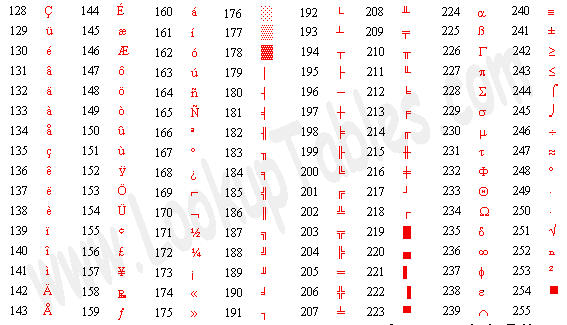 128 Ç 144 É 160 á 176 ░ 192 └ 208 ╨ 224 α 240 ≡
129 ü 145 æ 161 í 177 ▒ 193 ┴ 209 ╤ 225 ß 241 ±
130 é 146 Æ 162 ó 178 ▓ 194 ┬ 210 ╥ 226 Γ 242 ≥
131 â 147 ô 163 ú 179 │ 195 ├ 211 ╙ 227 π 243 ≤
132 ä 148 ö 164 ñ 180 ┤ 196 ─ 212 ╘ 228 Σ 244 ⌠
133 à 149 ò 165 Ñ 181 ╡ 197 ┼ 213 ╒ 229 σ 245 ⌡
134 å 150 û 166 ª 182 ╢ 198 ╞ 214 ╓ 230 µ 246 ÷
135 ç 151 ù 167 º 183 ╖ 199 ╟ 215 ╫ 231 τ 247 ≈
136 ê 152 ÿ 168 ¿ 184 ╕ 200 ╚ 216 ╪ 232 Φ 248 °
137 ë 153 Ö 169 ⌐ 185 ╣ 201 ╔ 217 ┘ 233 Θ 249 ∙
138 è 154 Ü 170 ¬ 186 ║ 202 ╩ 218 ┌ 234 Ω 250 ·
139 ï 155 ¢ 171 ½ 187 ╗ 203 ╦ 219 █ 235 δ 251 √
140 î 156 £ 172 ¼ 188 ╝ 204 ╠ 220 ▄ 236 ∞ 252 ⁿ
141 ì 157 ¥ 173 ¡ 189 ╜ 205 ═ 221 ▌ 237 φ 253 ²
142 Ä 158 ₧ 174 « 190 ╛ 206 ╬ 222 ▐ 238 ε 254 ■
143 Å 159 ƒ 175 » 191 ┐ 207 ╧ 223 ▀ 239 ∩ 255
www.LookupTables.com